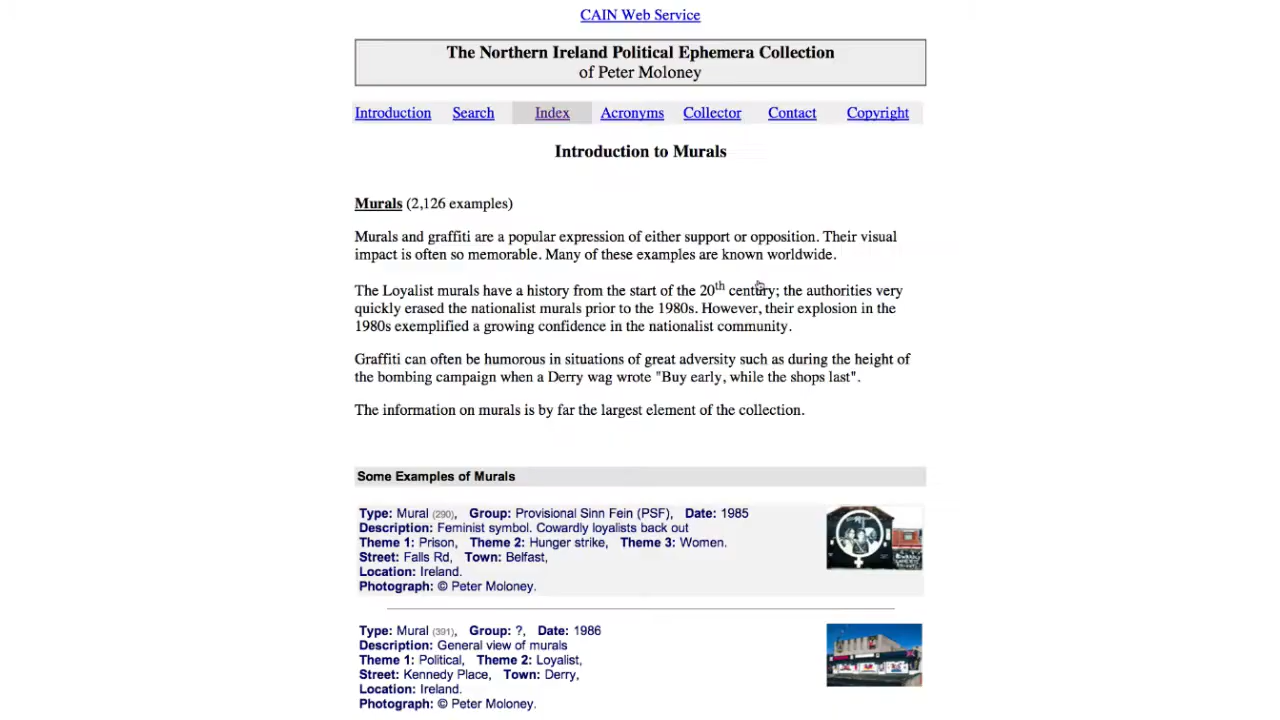 CAIN Web Service
The Northern Ireland Political Ephemera Collection
of Peter Moloney
Introduction Search Index Acronyms Collector Contact Copyright
Introduction to Murals
Murals (2,126 examples)
Murals and graffiti are a popular expression of either support or opposition. Their visual
impact is often so memorable. Many of these examples are known worldwide.
The Loyalist murals have a history from the start of the 20th century; the authorities very
quickly erased the nationalist murals prior to the 1980s. However, their explosion in the
1980s exemplified a growing confidence in the nationalist community.
Graffiti can often be humorous in situations of great adversity such as during the height of
the bombing campaign when a Derry wag wrote "Buy early, while the shops last".
The information on murals is by far the largest element of the collection.
Some Examples of Murals
Type: Mural (290), Group: Provisional Sinn Fein (PSF), Date: 1985
Description: Feminist symbol. Cowardly loyalists back out
Theme 1: Prison, Theme 2: Hunger strike, Theme 3: Women.
Street: Falls Rd, Town: Belfast,
Location: Ireland.
Photograph: © Peter Moloney.
Type: Mural (391), Group: ?, Date: 1986
Description: General view of murals
Theme 1: Political, Theme 2: Loyalist,
Street: Kennedy Place, Town: Derry,
Location: Ireland.
Photograph: © Peter Moloney.